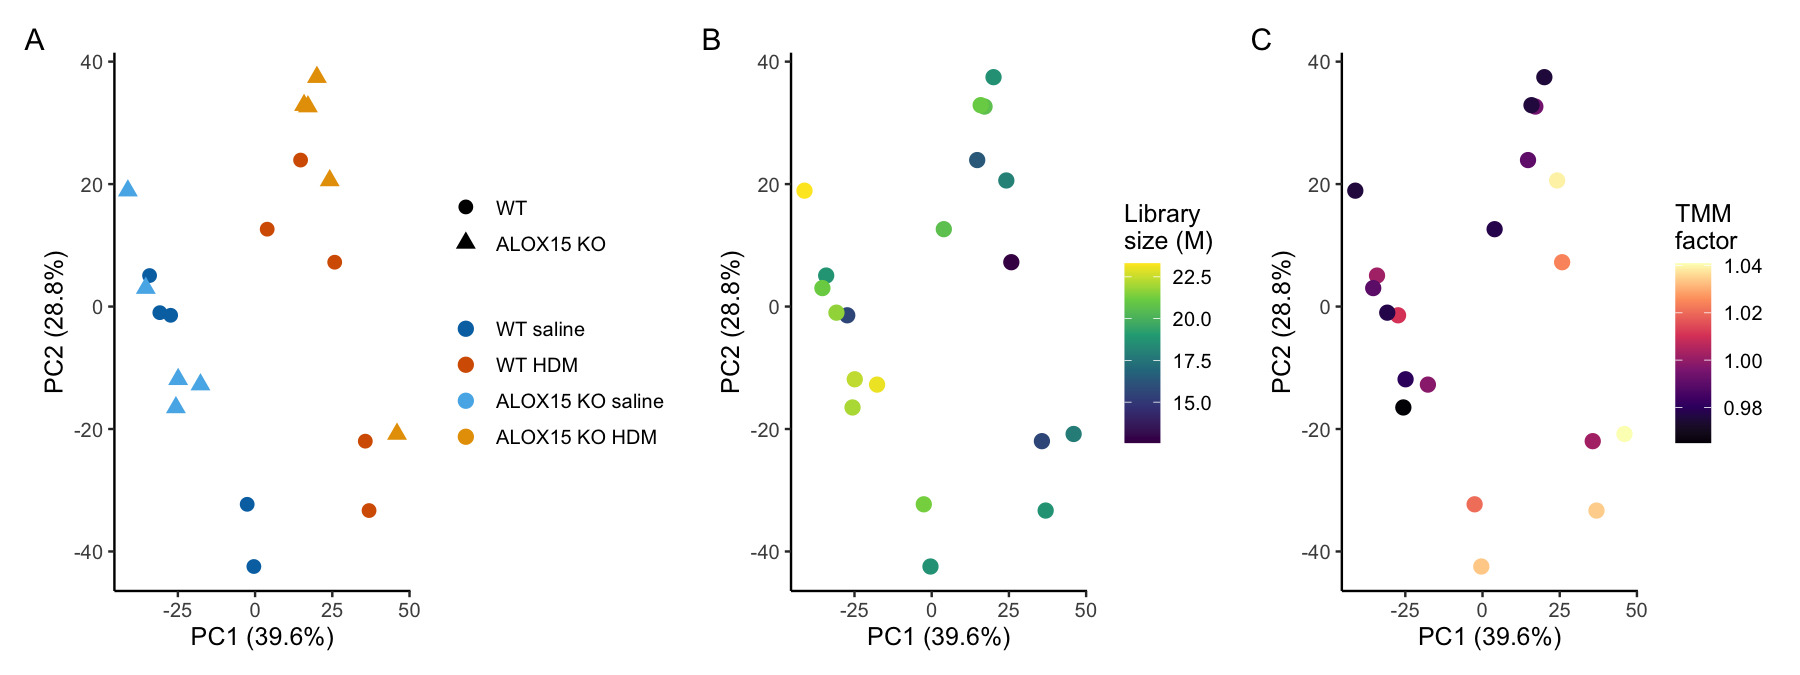 A
40
20
0
-20
-40
-25
0
25
50
PC1 (39.6%)
PC2 (28.8%)
WT
ALOX15 KO
WT saline
WT HDM
ALOX15 KO saline
ALOX15 KO HDM
B
40
20
0
-20
-40
-25
0
25
50
PC1 (39.6%)
PC2 (28.8%)
Library
size (M)
22.5
20.0
17.5
15.0
C
40
20
0
-20
-40
-25
0
25
50
PC1 (39.6%)
PC2 (28.8%)
TMM
factor
1.04
1.02
1.00
0.98